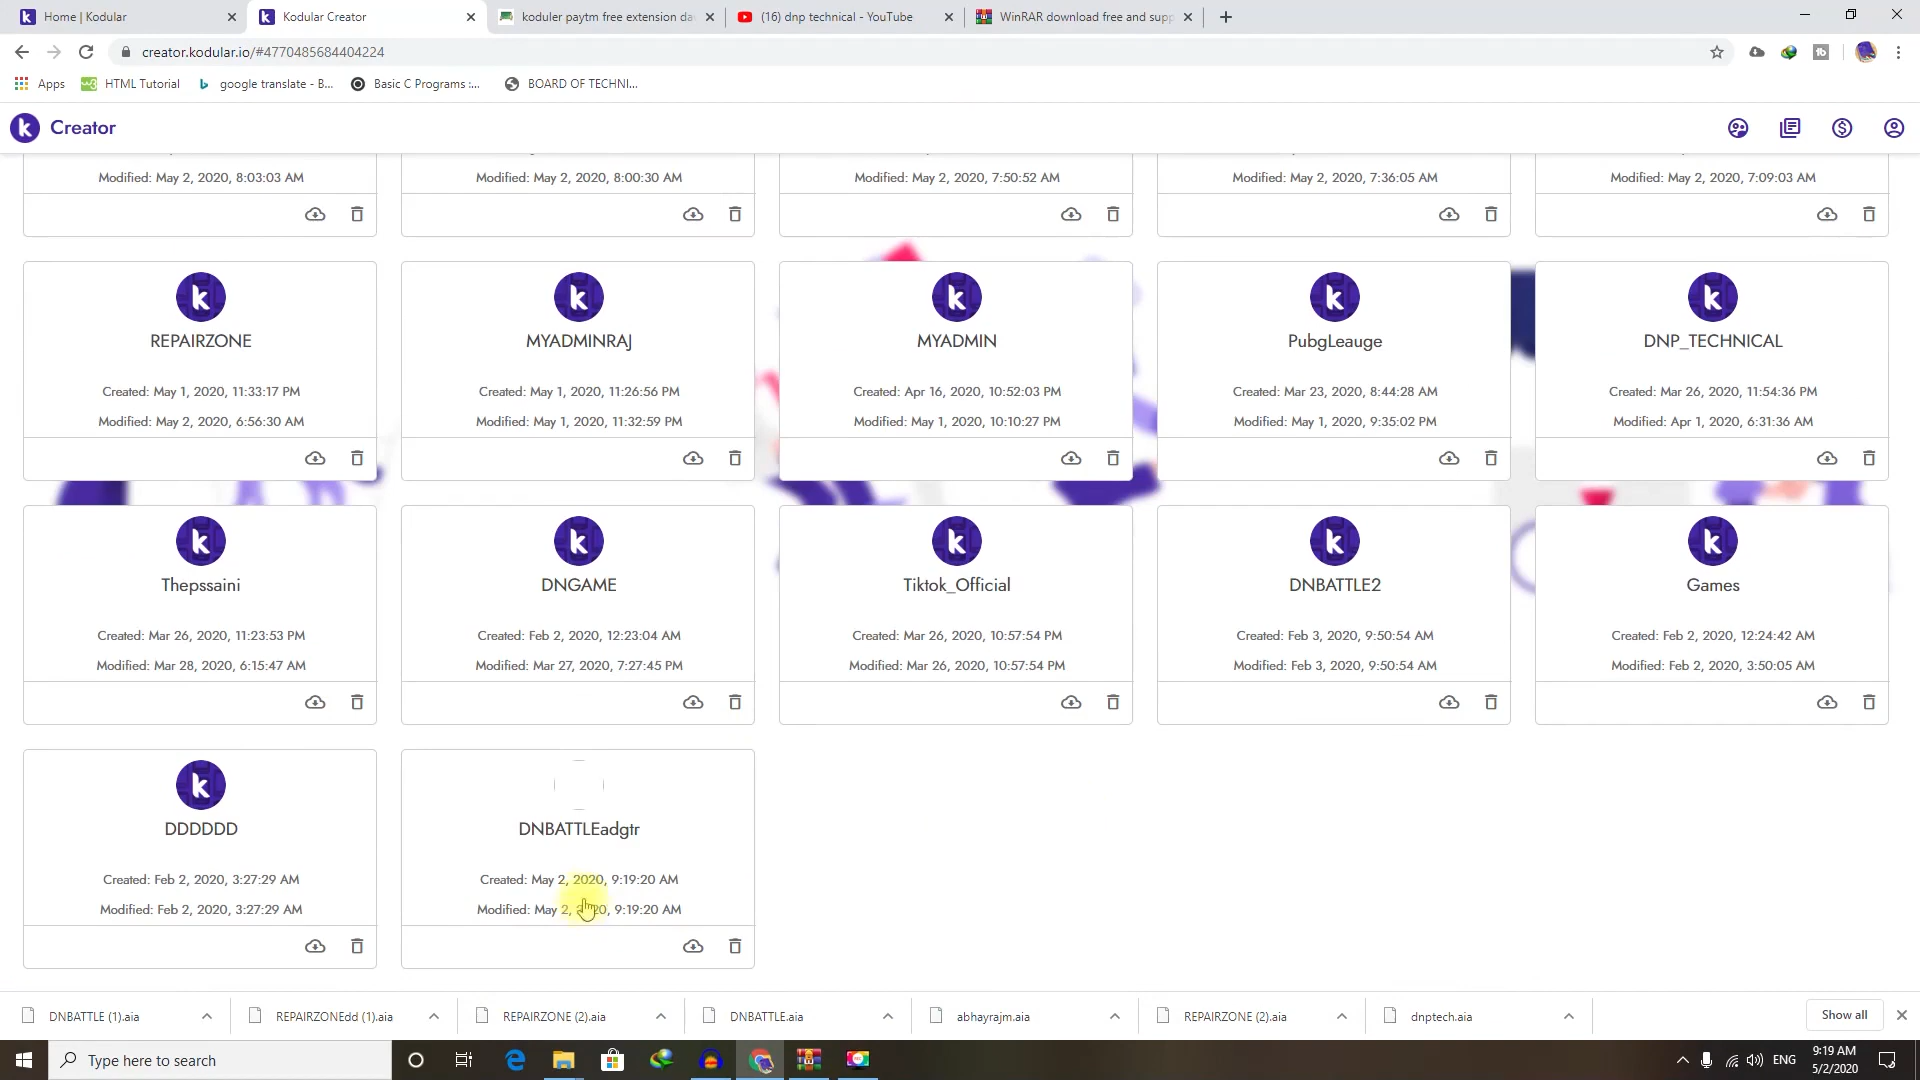 Home | Kodular
Kodular Creator
koduler paytm free extension da
(16) dnp technical - YouTube
WinRAR download free and supp
creator.kodular.io/#4770485684404224
Apps
HTML Tutorial
google translate - B...
Basic C Programs :...
BOARD OF TECHNI...
Creator
Modified: May 2, 2020, 8:03:03 AM
Modified: May 2, 2020, 8:00:30 AM
Modified: May 2, 2020, 7:50:52 AM
Modified: May 2, 2020, 7:36:05 AM
Modified: May 2, 2020, 7:09:03 AM
REPAIRZONE
Created: May 1, 2020, 11:33:17 PM
Modified: May 2, 2020, 6:56:30 AM
MYADMINRAJ
Created: May 1, 2020, 11:26:56 PM
Modified: May 1, 2020, 11:32:59 PM
MYADMIN
Created: Apr 16, 2020, 10:52:03 PM
Modified: May 1, 2020, 10:10:27 PM
PubgLeauge
Created: Mar 23, 2020, 8:44:28 AM
Modified: May 1, 2020, 9:35:02 PM
DNP_TECHNICAL
Created: Mar 26, 2020, 11:54:36 PM
Modified: Apr 1, 2020, 6:31:36 AM
Thepssaini
Created: Mar 26, 2020, 11:23:53 PM
Modified: Mar 28, 2020, 6:15:47 AM
DNGAME
Created: Feb 2, 2020, 12:23:04 AM
Modified: Mar 27, 2020, 7:27:45 PM
Tiktok_Official
Created: Mar 26, 2020, 10:57:54 PM
Modified: Mar 26, 2020, 10:57:54 PM
DNBATTLE2
Created: Feb 3, 2020, 9:50:54 AM
Modified: Feb 3, 2020, 9:50:54 AM
Games
Created: Feb 2, 2020, 12:24:42 AM
Modified: Feb 2, 2020, 3:50:05 AM
DDDDDD
Created: Feb 2, 2020, 3:27:29 AM
Modified: Feb 2, 2020, 3:27:29 AM
DNBATTLEadgtr
Created: May 2, 2020, 9:19:20 AM
Modified: May 2, 2020, 9:19:20 AM
DNBATTLE (1).aia
REPAIRZONEdd (1).aia
REPAIRZONE (2).aia
DNBATTLE.aia
abhayrajm.aia
REPAIRZONE (2).aia
dnptech.aia
Show all
Type here to search
ENG
9:19 AM
5/2/2020